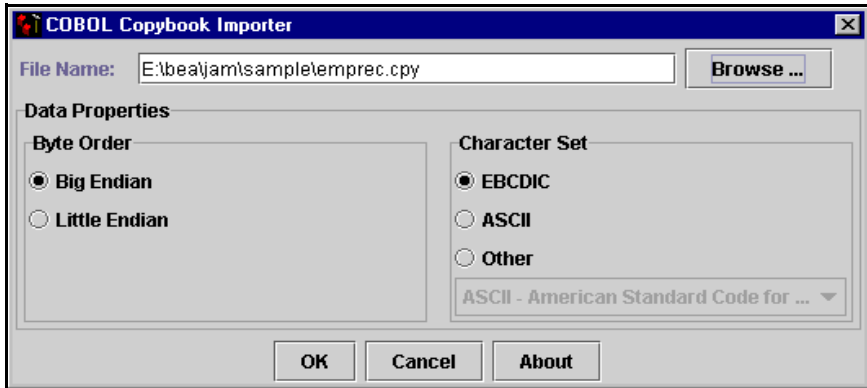 COBOL Copybook Importer
File Name: E:\bea\jam\sample\emprec.cpy Browse ...
Data Properties
Byte Order
Big Endian
Little Endian
Character Set
EBCDIC
ASCII
Other
ASCII - American Standard Code for ...
OK Cancel About